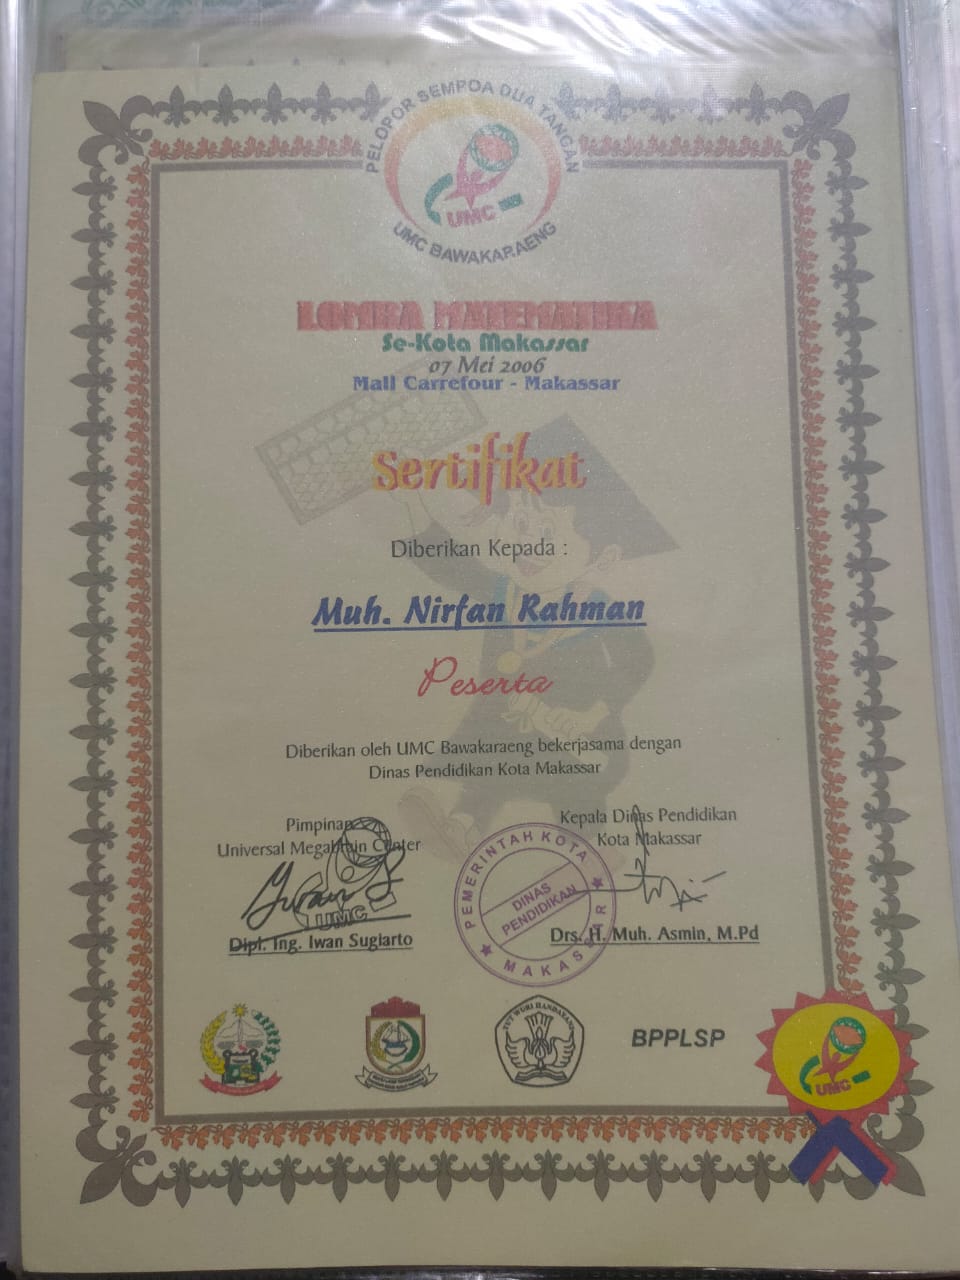 PELOPOR SEMPOA DUA TANGAN
UMC
UMC BAWAKARAENG
LOMBA MATEMATIKA
Se-Kota Makassar
07 Mei 2006
Mall Carrefour - Makassar
Sertifikat
Diberikan Kepada :
Muh. Nirfan Rahman
Peserta
Diberikan oleh UMC Bawakaraeng bekerjasama dengan
Dinas Pendidikan Kota Makassar
Pimpinan
Universal MegaBrain Center
UMC
Dipl. Ing. Iwan Sugiarto
Kepala Dinas Pendidikan
Kota Makassar
PEMERINTAH KOTA
DINAS
PENDIDIKAN
MAKASSAR
Drs. H. Muh. Asmin, M.Pd
TUT WURI HANDAYANI
BPPLSP
UMC